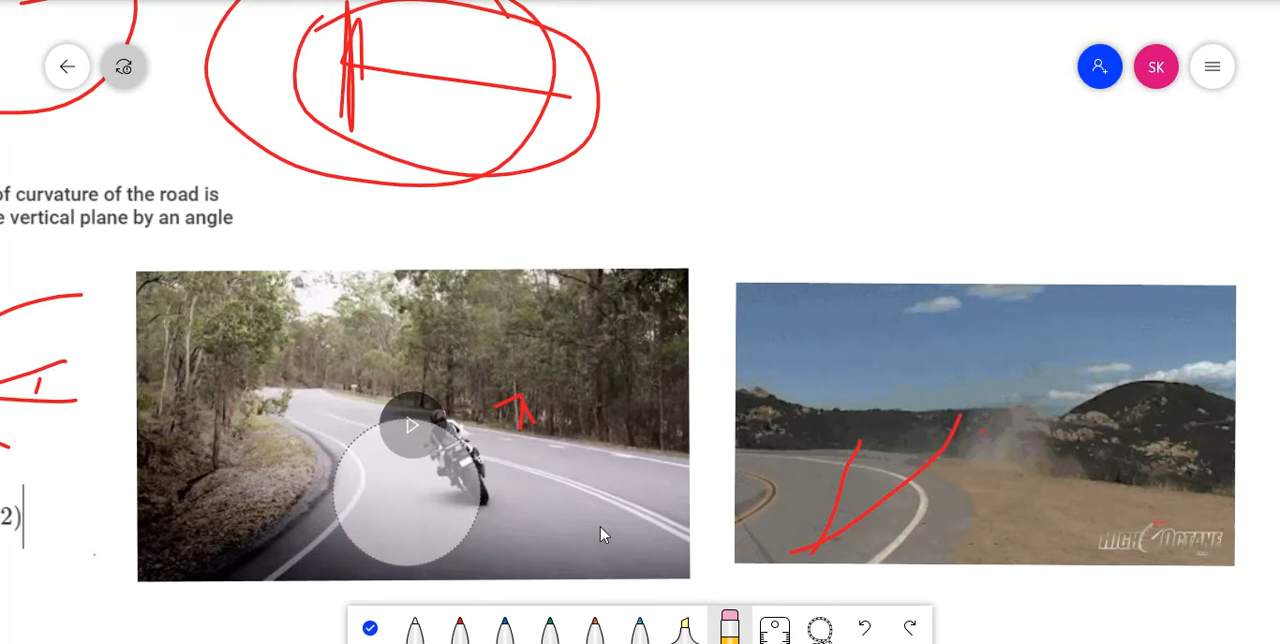 SK
of curvature of the road is
e vertical plane by an angle
2)
HIGH OCTANE